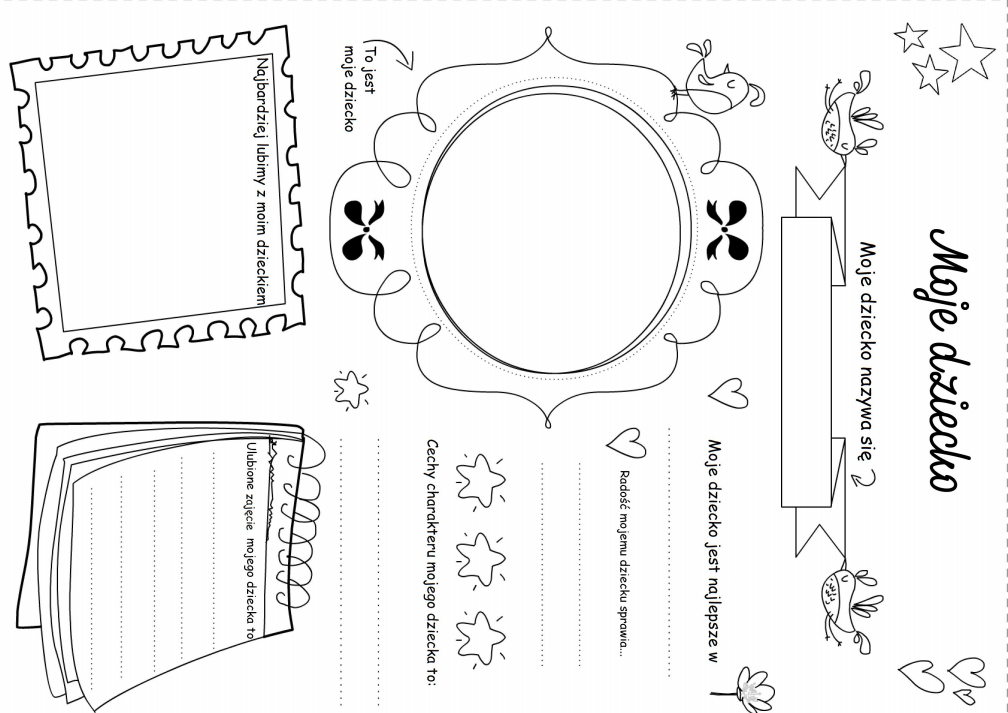 Moje dziecko
Moje dziecko nazywa się
Moje dziecko jest najlepsze w
Radość mojemu dziecku sprawia...
To jest
moje dziecko
Cechy charakteru mojego dziecka to:
Najbardziej lubimy z moim dzieckiem
Ulubione zajęcie mojego dziecka to